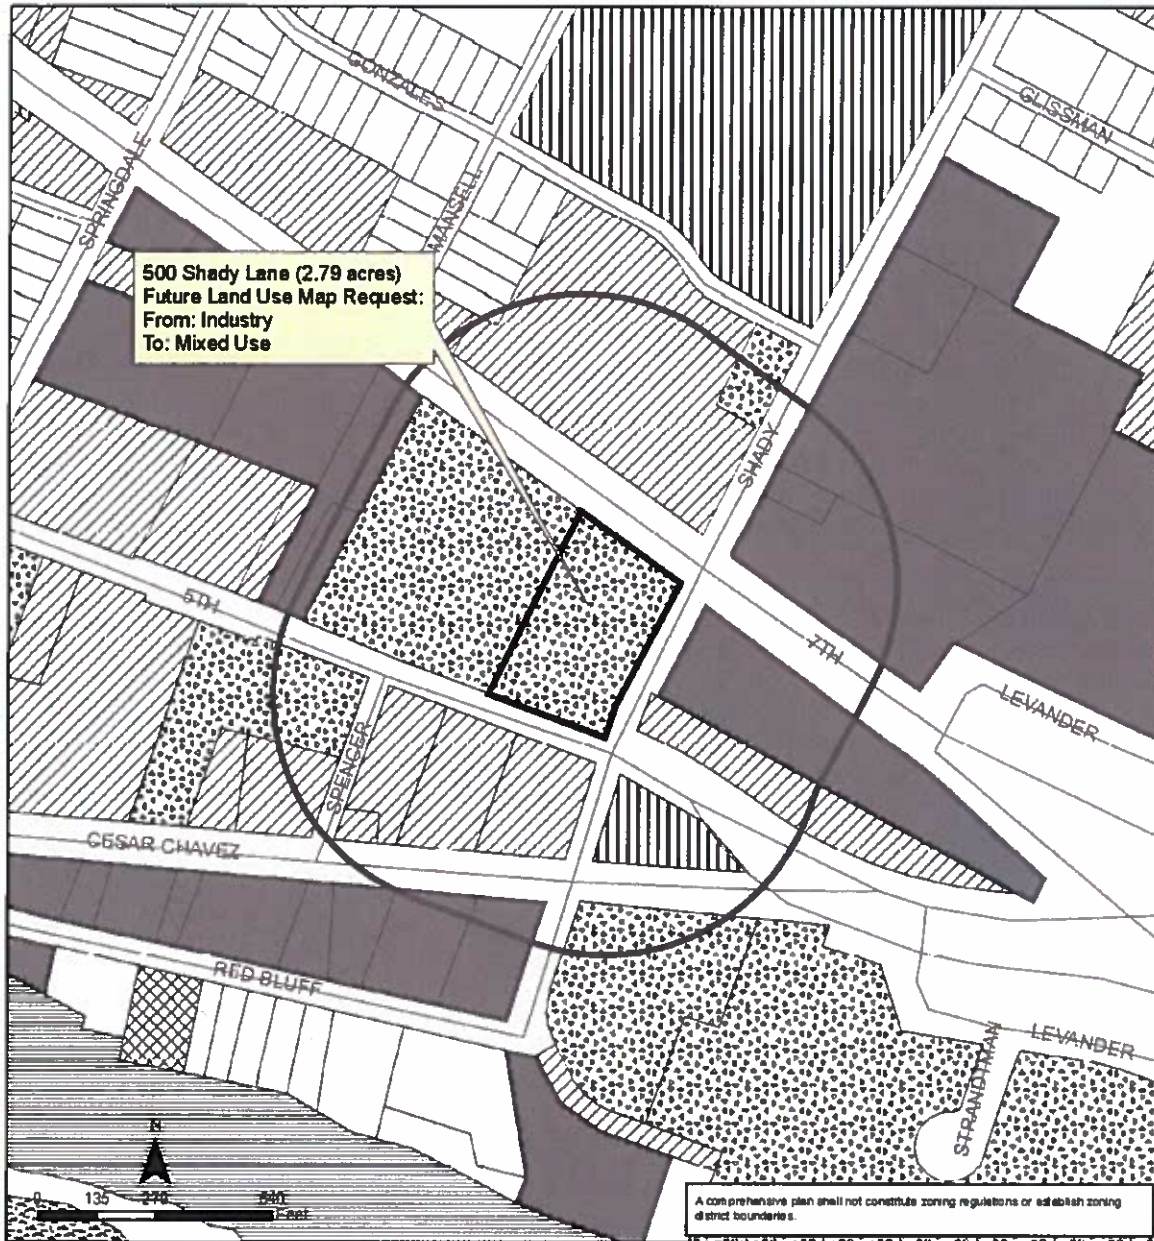 GONZALES
GLISSMAN
SPRINGDALE
MANSELL
500 Shady Lane (2.79 acres)
Future Land Use Map Request:
From: Industry
To: Mixed Use
SHADY
5TH
7TH
LEVANDER
SPENCER
CESAR CHAVEZ
RED BLUFF
LEVANDER
STRANDTMAN
N
0 135 270 540
Feet
A comprehensive plan shall not constitute zoning regulations or establish zoning
district boundaries.